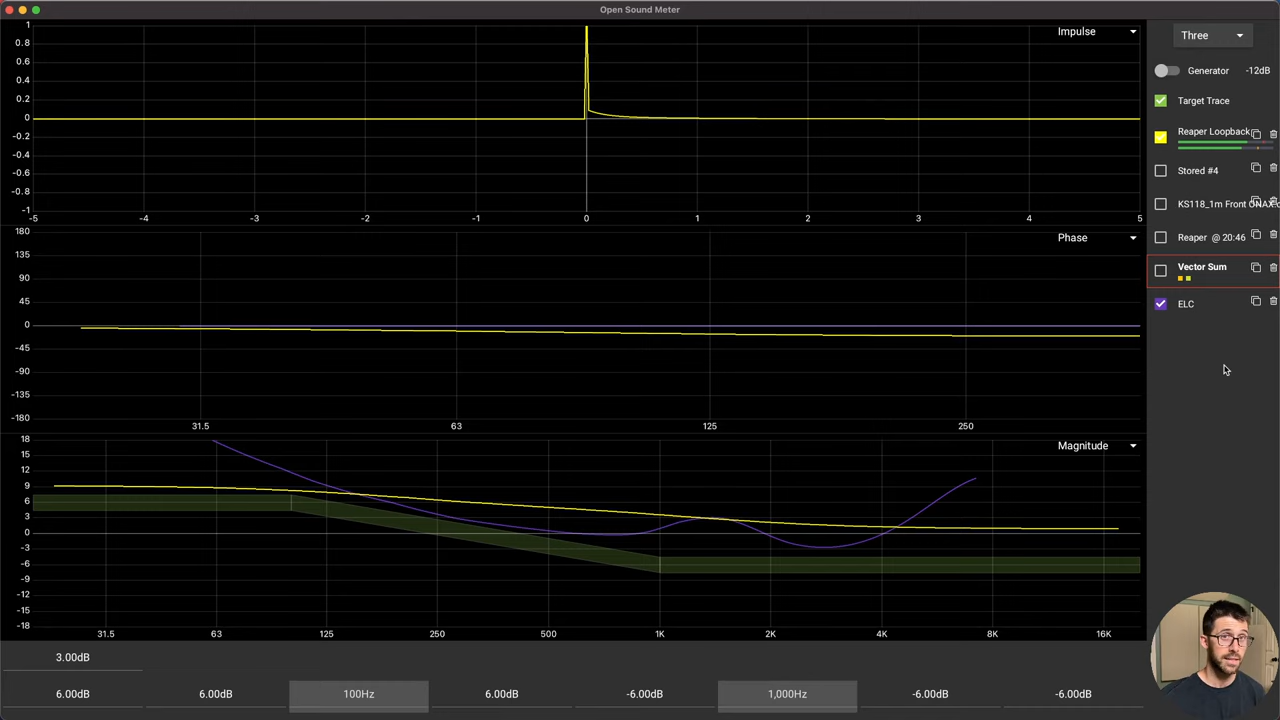 Open Sound Meter
Impulse
1
0.8
0.6
0.4
0.2
0
-0.2
-0.4
-0.6
-0.8
-1
-5 -4 -3 -2 -1 0 1 2 3 4 5
Phase
180
135
90
45
0
-45
-90
-135
-180
31.5 63 125 250
Magnitude
18
15
12
9
6
3
0
-3
-6
-9
-12
-15
-18
31.5 63 125 250 500 1K 2K 4K 8K 16K
3.00dB
6.00dB 6.00dB 100Hz 6.00dB -6.00dB 1,000Hz -6.00dB -6.00dB
Three
Generator -12dB
Target Trace
Reaper Loopback
Stored #4
KS118_1m Front ONAX
Reaper @ 20:46
Vector Sum
ELC